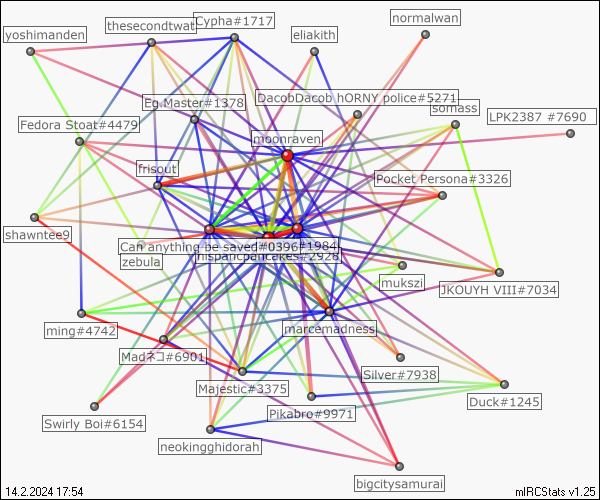 yoshimanden
thesecondtwat
Cypha#1717
eliakith
normalwan
Eg.Master#1378
DacobDacob hORNY police#5271
somass
LPK2387 #7690
Fedora Stoat#4479
moonraven
frisout
Pocket Persona#3326
shawntee9
Can anything be saved#0396
#1984
hispancpancakes#2928
zebula
mukszi
JKOUYH VIII#7034
ming#4742
marcemadness
Madネコ#6901
Silver#7938
Majestic#3375
Duck#1245
Pikabro#9971
Swirly Boi#6154
neokingghidorah
bigcitysamurai
14.2.2024 17:54
mIRCStats v1.25